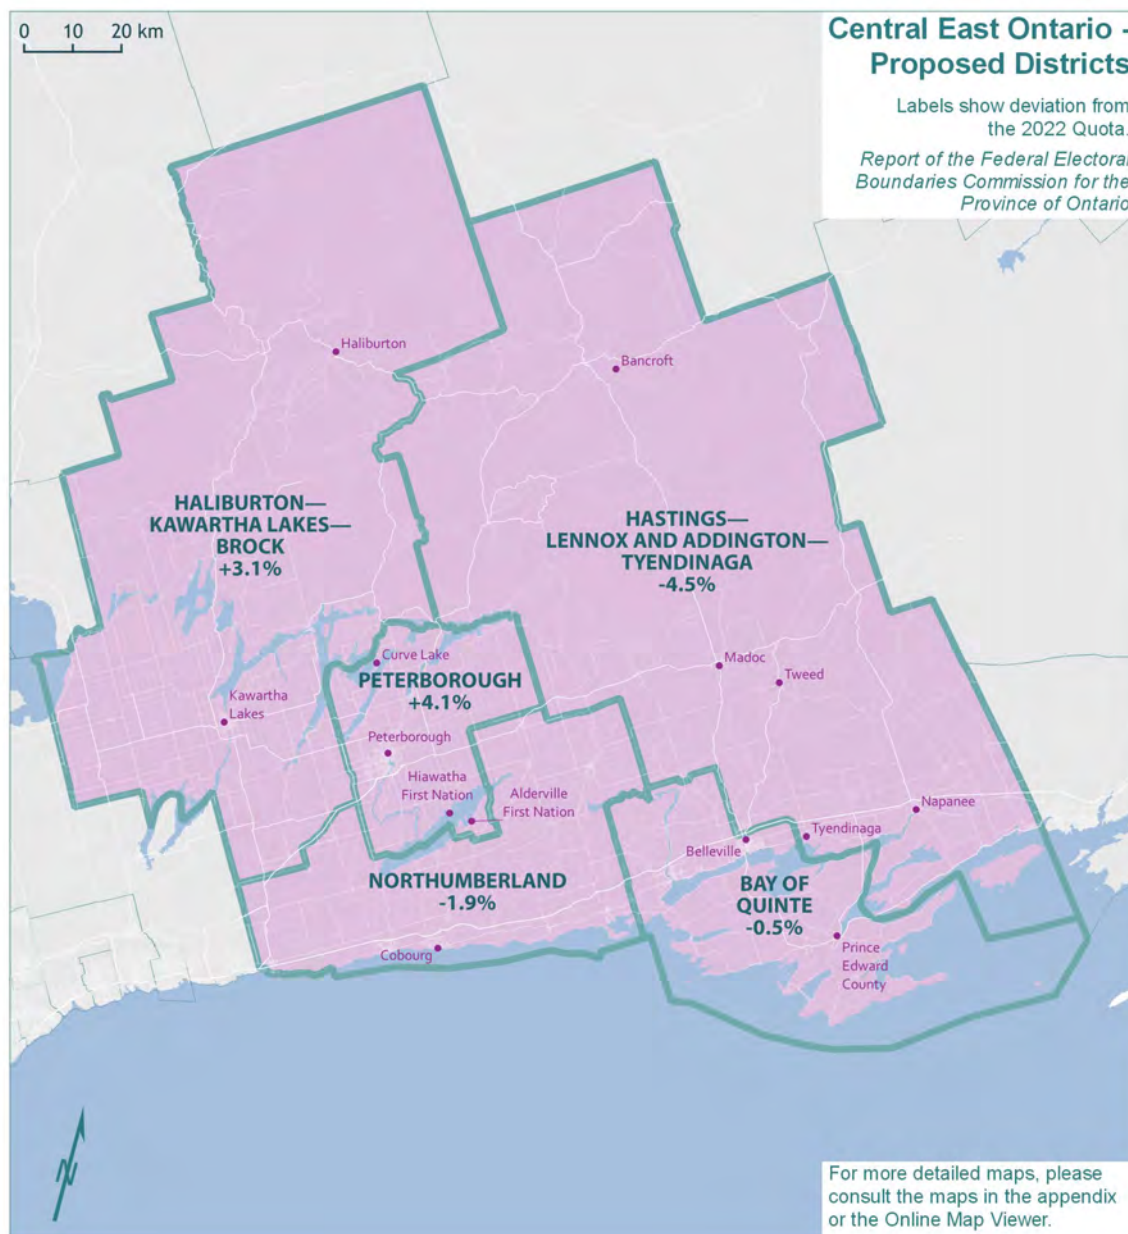 0 10 20 km
Central East Ontario -
Proposed Districts
Labels show deviation from
the 2022 Quota.
Report of the Federal Electoral
Boundaries Commission for the
Province of Ontario
Haliburton
Bancroft
HALIBURTON—
KAWARTHA LAKES—
BROCK
+3.1%
HASTINGS—
LENNOX AND ADDINGTON—
TYENDINAGA
-4.5%
Curve Lake
Madoc
Tweed
PETERBOROUGH
+4.1%
Kawartha
Lakes
Peterborough
Hiawatha
First Nation
Alderville
First Nation
Napanee
Tyendinaga
Belleville
NORTHUMBERLAND
-1.9%
BAY OF
QUINTE
-0.5%
Cobourg
Prince
Edward
County
N
For more detailed maps, please
consult the maps in the appendix
or the Online Map Viewer.